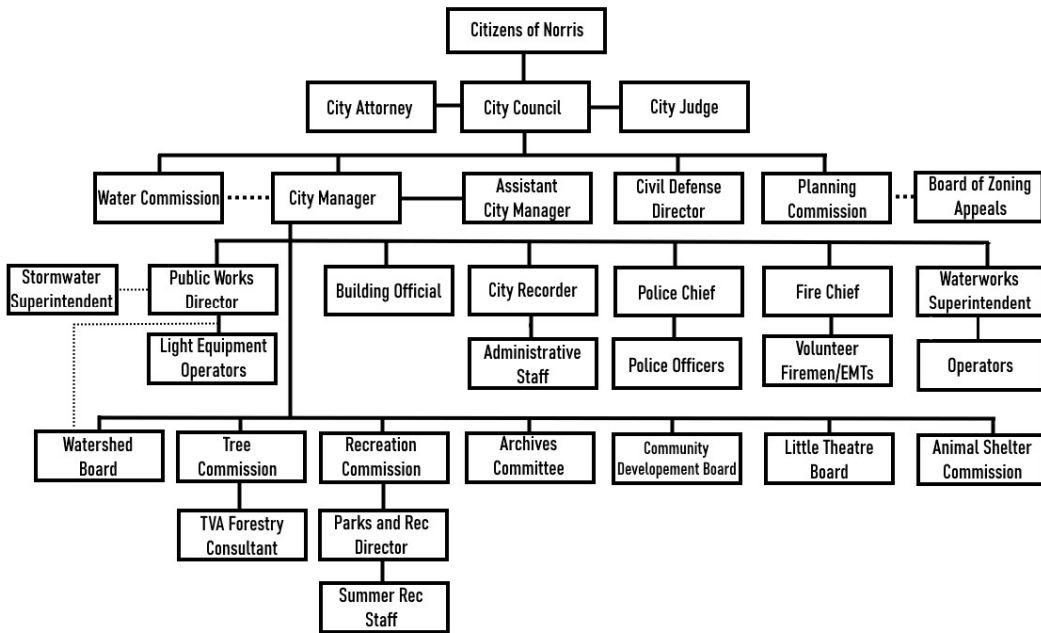 Citizens of Norris
City Attorney
City Council
City Judge
Water Commission
City Manager
Assistant
City Manager
Civil Defense
Director
Planning
Commission
Board of Zoning
Appeals
Stormwater
Superintendent
Public Works
Director
Building Official
City Recorder
Police Chief
Fire Chief
Waterworks
Superintendent
Light Equipment
Operators
Administrative
Staff
Police Officers
Volunteer
Firemen/EMTs
Operators
Watershed
Board
Tree
Commission
Recreation
Commission
Archives
Committee
Community
Developement Board
Little Theatre
Board
Animal Shelter
Commission
TVA Forestry
Consultant
Parks and Rec
Director
Summer Rec
Staff